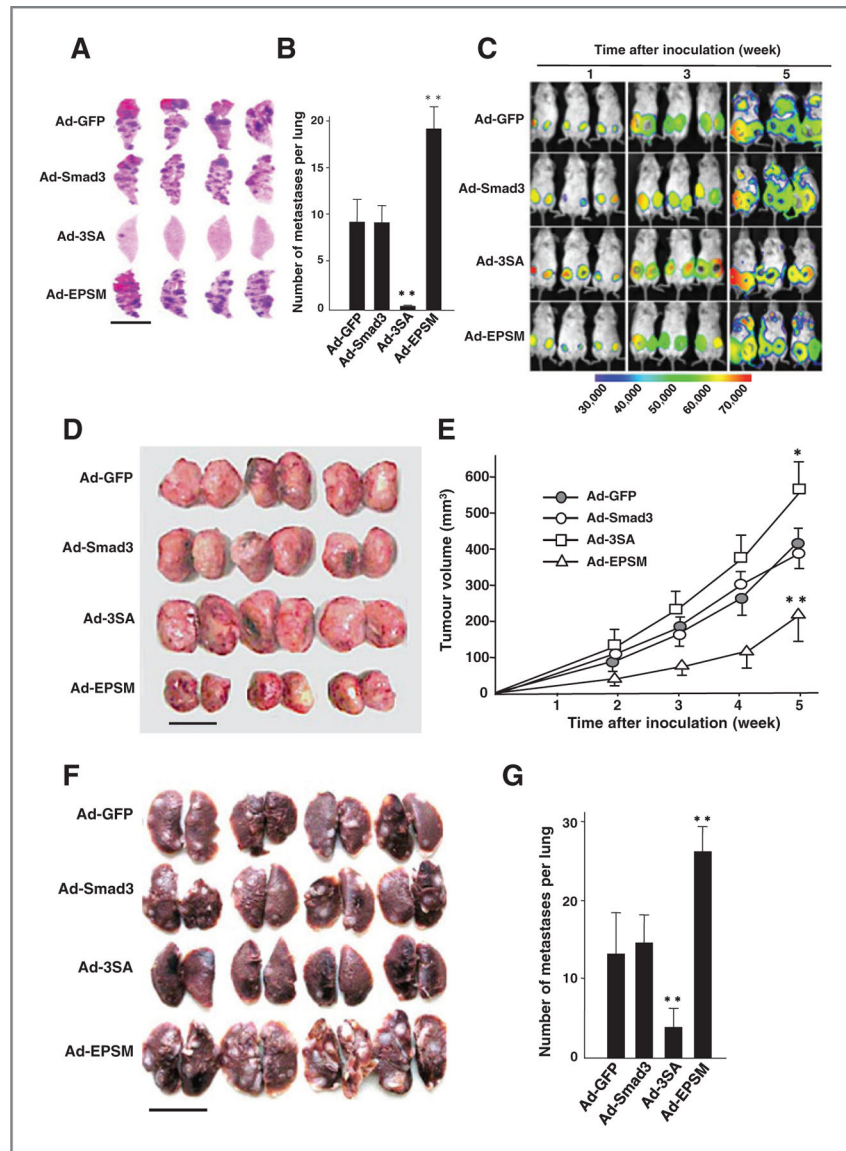 A
Ad-GFP
Ad-Smad3
Ad-3SA
Ad-EPSM
B
Number of metastases per lung
20
15
10
5
0
* *
* *
Ad-GFP
Ad-Smad3
Ad-3SA
Ad-EPSM
C
Time after inoculation (week)
1 3 5
Ad-GFP
Ad-Smad3
Ad-3SA
Ad-EPSM
30,000 40,000 50,000 60,000 70,000
D
Ad-GFP
Ad-Smad3
Ad-3SA
Ad-EPSM
E
Tumour volume (mm³)
600
500
400
300
200
100
0
Ad-GFP
Ad-Smad3
Ad-3SA
Ad-EPSM
*
* *
1 2 3 4 5
Time after inoculation (week)
F
Ad-GFP
Ad-Smad3
Ad-3SA
Ad-EPSM
G
Number of metastases per lung
30
20
10
0
* *
* *
Ad-GFP
Ad-Smad3
Ad-3SA
Ad-EPSM